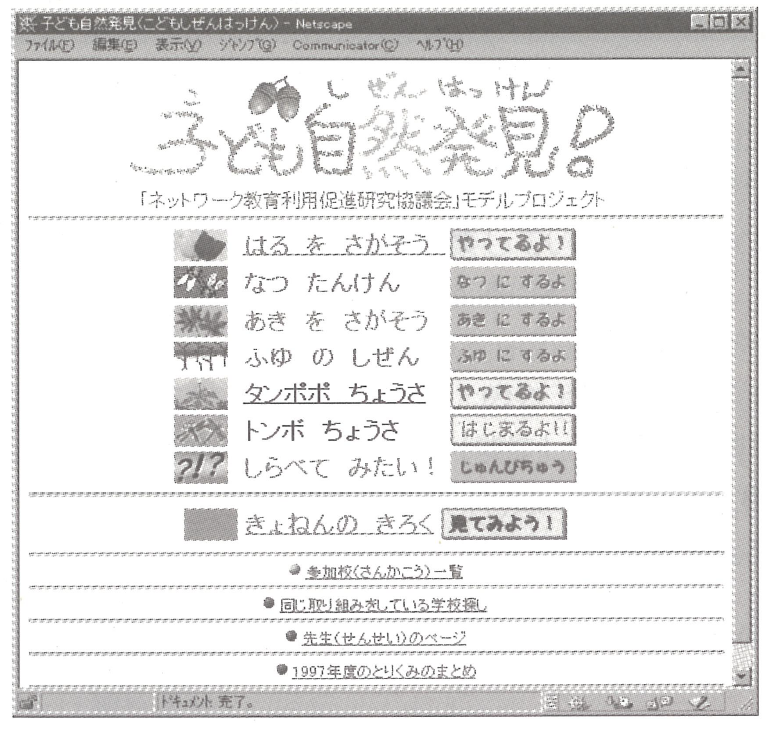 子ども自然発見(こどもしぜんはっけん) - Netscape
ファイル(F) 編集(E) 表示(V) ジャンプ(G) Communicator(C) ヘルプ(H)
しぜんはっけん
子ども自然発見!
「ネットワーク教育利用促進研究協議会」モデルプロジェクト
はる を さがそう やってるよ!
なつ たんけん なつ に するよ
あき を さがそう あき に するよ
ふゆ の しぜん ふゆ に するよ
タンポポ ちょうさ やってるよ!
トンボ ちょうさ はじまるよ!!
?!? しらべて みたい! じゅんびちゅう
きょねんの きろく 見てみよう!
参加校(さんかこう)一覧
同じ取り組みをしている学校探し
先生(せんせい)のページ
1997年度のとりくみのまとめ
ドキュメント 完了。